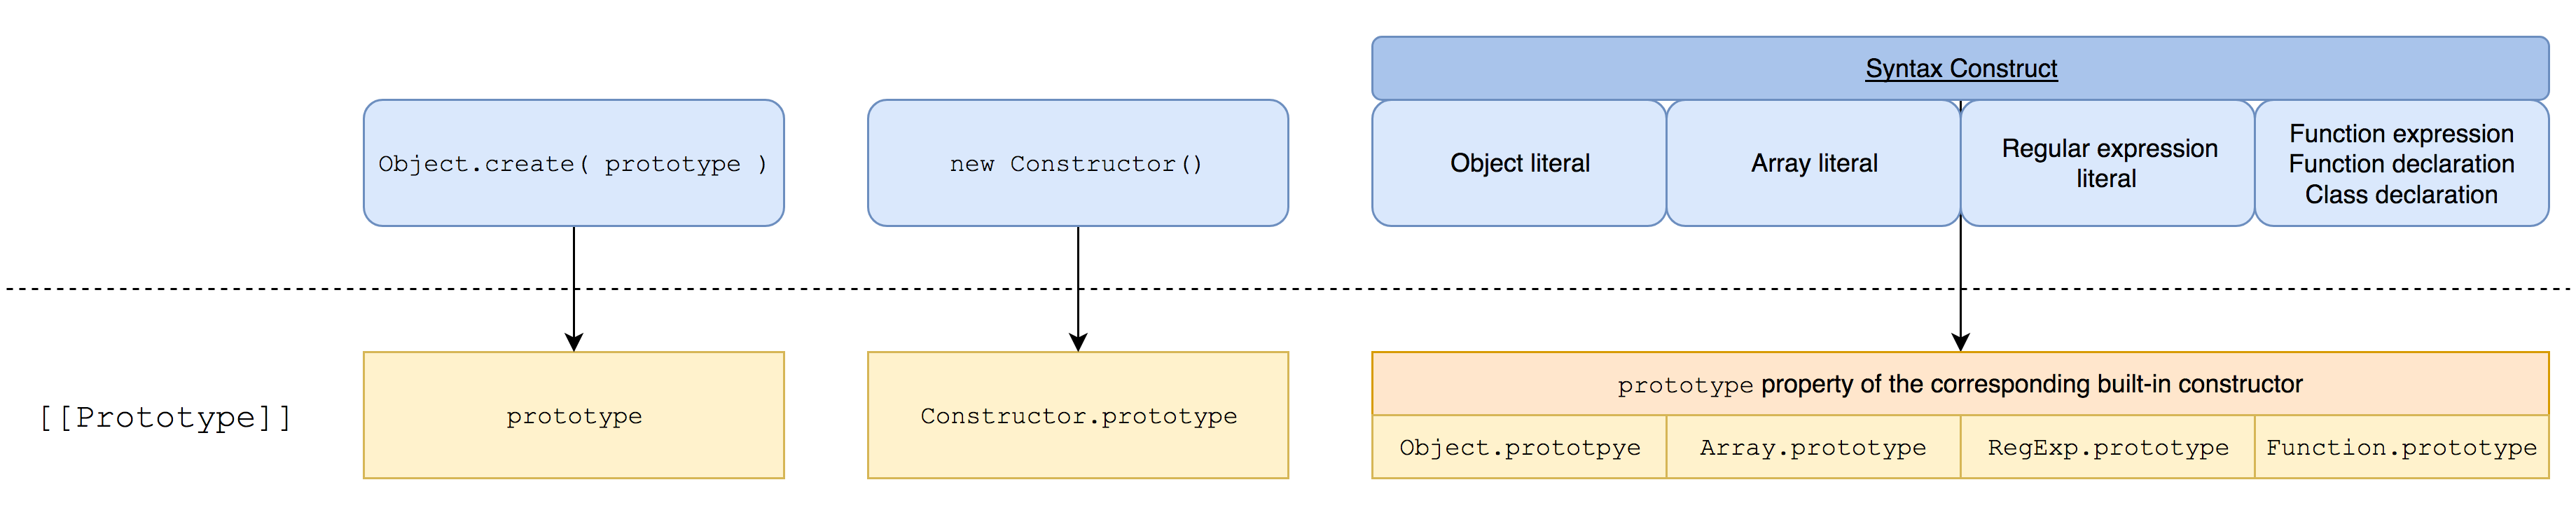 Syntax Construct
Object.create( prototype )
new Constructor()
Object literal
Array literal
Regular expression
literal
Function expression
Function declaration
Class declaration
[[Prototype]]
prototype
Constructor.prototype
prototype property of the corresponding built-in constructor
Object.prototpye
Array.prototype
RegExp.prototype
Function.prototype